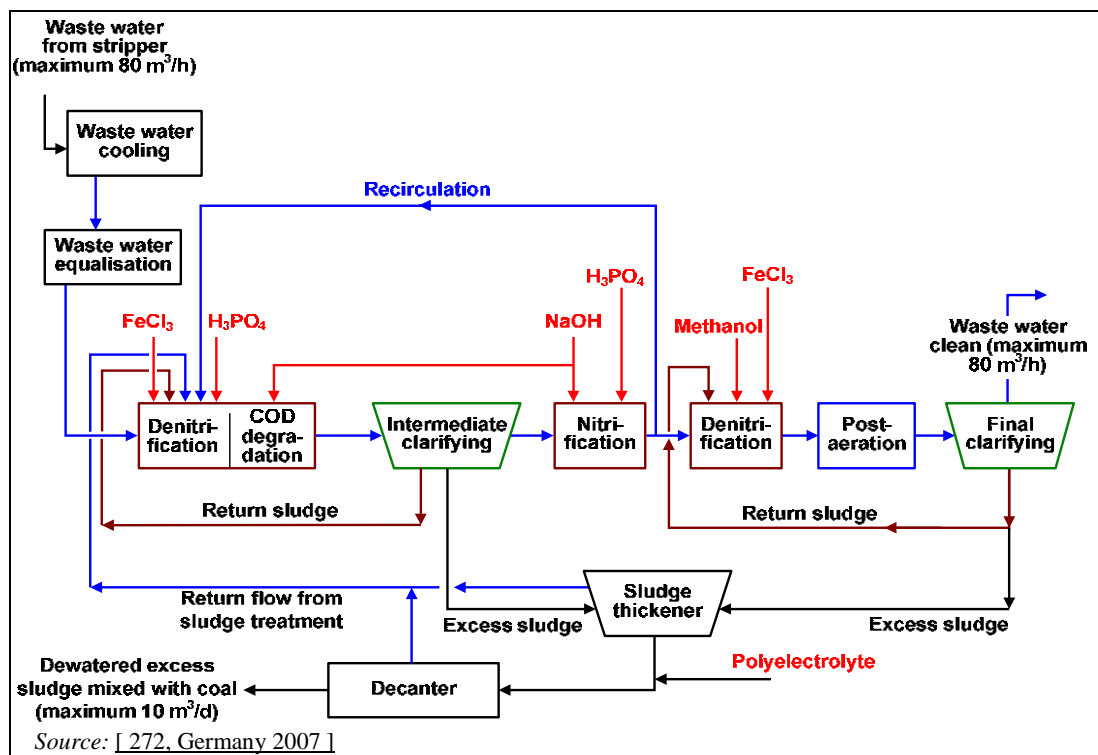 Waste water
from stripper
(maximum 80 m³/h)
Waste water
cooling
Recirculation
Waste water
equalisation
H₃PO₄
FeCl₃
FeCl₃
H₃PO₄
NaOH
Methanol
Waste water
clean (maximum
80 m³/h)
Denitri-
fication
COD
degra-
dation
Intermediate
clarifying
Nitri-
fication
Denitri-
fication
Post-
aeration
Final
clarifying
Return sludge
Return sludge
Return flow from
sludge treatment
Excess sludge
Sludge
thickener
Excess sludge
Polyelectrolyte
Dewatered excess
sludge mixed with coal
(maximum 10 m³/d)
Decanter
Source: [ 272, Germany 2007 ]